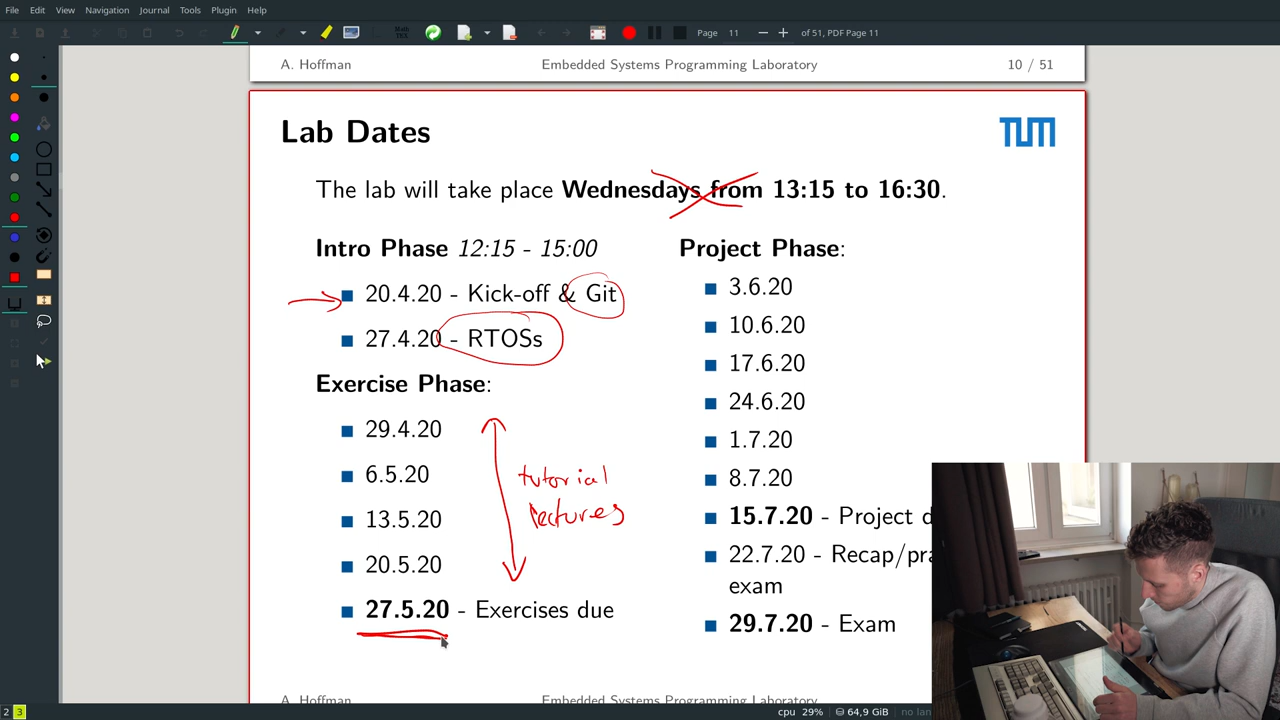 File Edit View Navigation Journal Tools Plugin Help
Math
TEX
Page 11 of 51, PDF Page 11
A. Hoffman Embedded Systems Programming Laboratory 10 / 51
Lab Dates
TUM
The lab will take place Wednesdays from 13:15 to 16:30.
Intro Phase 12:15 - 15:00
20.4.20 - Kick-off & Git
27.4.20 - RTOSs
Exercise Phase:
29.4.20
6.5.20
13.5.20
20.5.20
27.5.20 - Exercises due
tutorial
lectures
Project Phase:
3.6.20
10.6.20
17.6.20
24.6.20
1.7.20
8.7.20
15.7.20 - Project d
22.7.20 - Recap/pra
exam
29.7.20 - Exam
A. Hoffman Embedded Systems Programming Laboratory
2 3 cpu 29% 64,9 GiB no lan